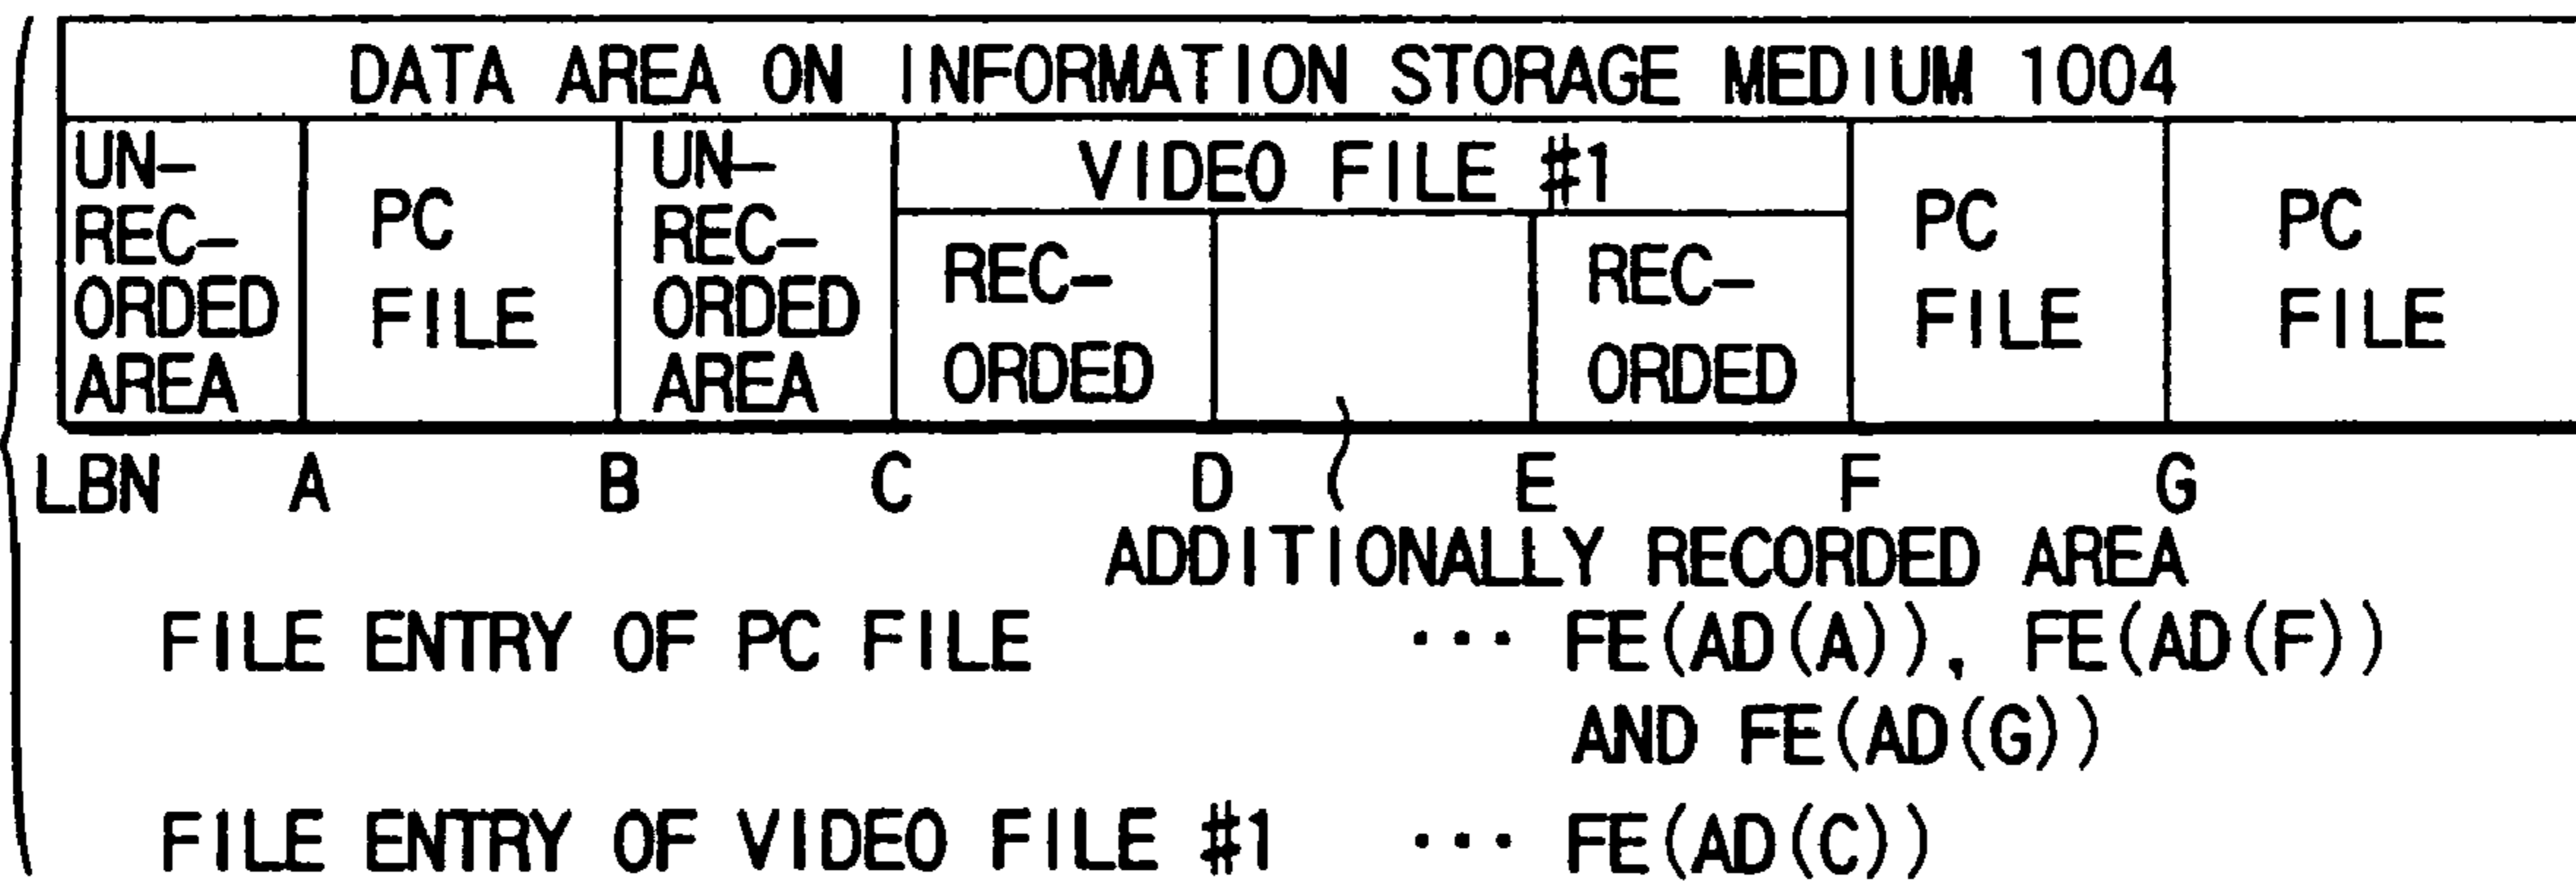 DATA AREA ON INFORMATION STORAGE MEDIUM 1004
UN-
REC-
ORDED
AREA
PC
FILE
UN-
REC-
ORDED
AREA
VIDEO FILE #1
REC-
ORDED
REC-
ORDED
PC
FILE
PC
FILE
LBN A B C D E F G
ADDITIONALLY RECORDED AREA
FILE ENTRY OF PC FILE ··· FE(AD(A)), FE(AD(F))
AND FE(AD(G))
FILE ENTRY OF VIDEO FILE #1 ··· FE(AD(C))